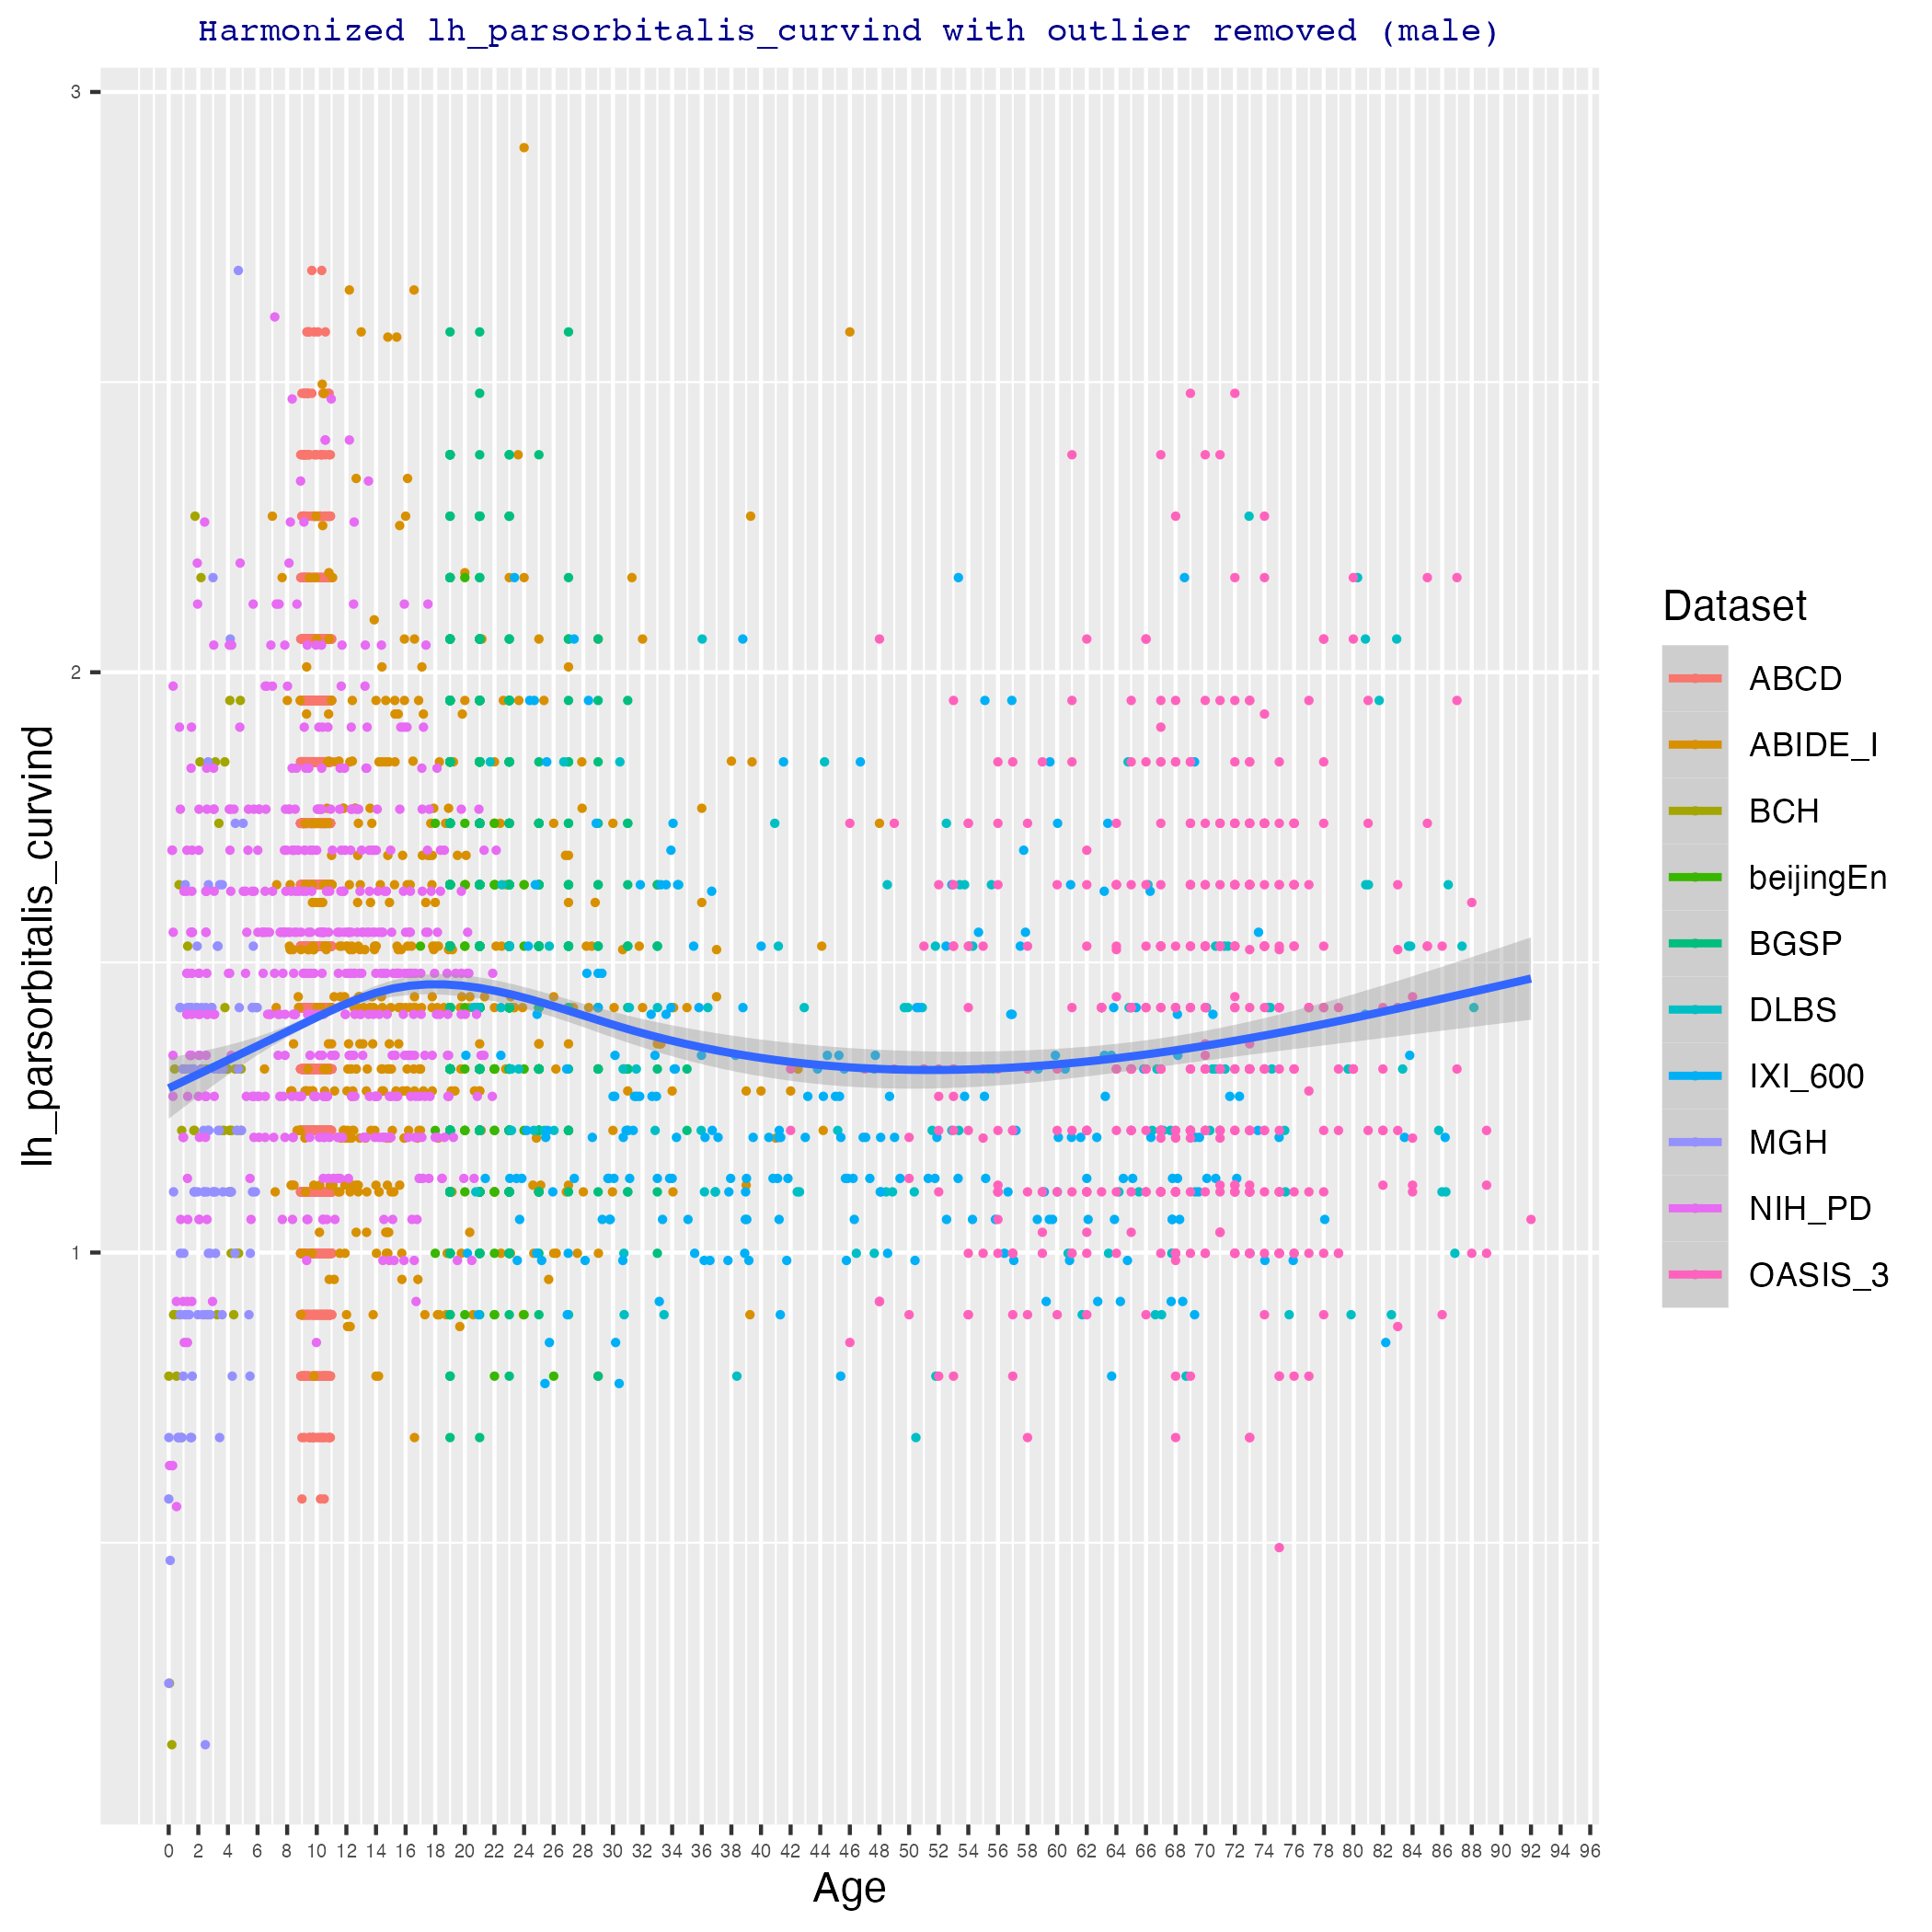 Harmonized lh_parsorbitalis_curvind with outlier removed (male)
3
2
1
lh_parsorbitalis_curvind
0 2 4 6 8 10 12 14 16 18 20 22 24 26 28 30 32 34 36 38 40 42 44 46 48 50 52 54 56 58 60 62 64 66 68 70 72 74 76 78 80 82 84 86 88 90 92 94 96
Age
Dataset
ABCD
ABIDE_I
BCH
beijingEn
BGSP
DLBS
IXI_600
MGH
NIH_PD
OASIS_3